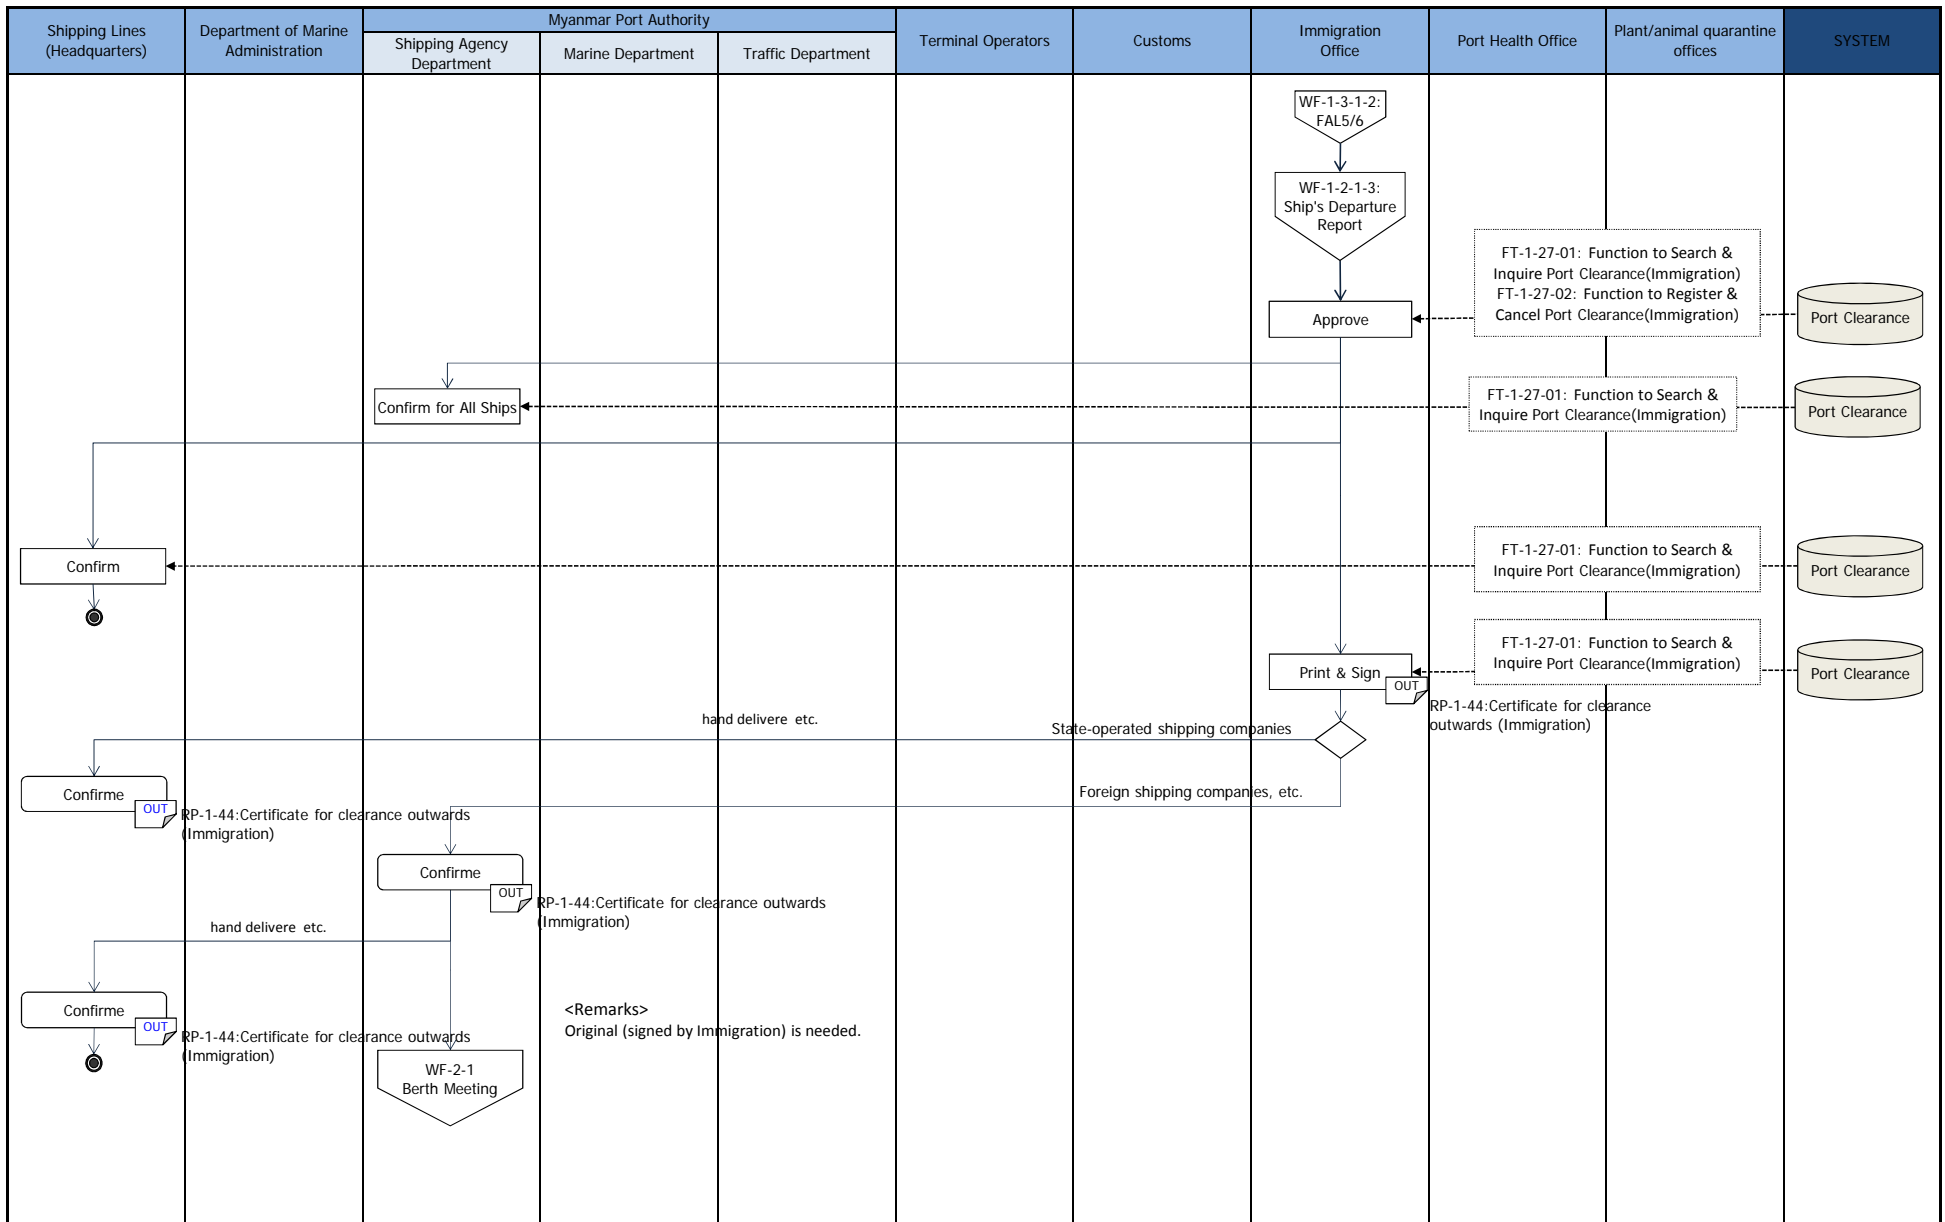 Shipping Lines
(Headquarters)
Department of Marine
Administration
Myanmar Port Authority
Shipping Agency
Department
Marine Department
Traffic Department
Terminal Operators
Customs
Immigration
Office
Port Health Office
Plant/animal quarantine
offices
SYSTEM
WF-1-3-1-2:
FAL5/6
WF-1-2-1-3:
Ship's Departure
Report
FT-1-27-01: Function to Search &
Inquire Port Clearance(Immigration)
FT-1-27-02: Function to Register &
Cancel Port Clearance(Immigration)
Approve
Port Clearance
Confirm for All Ships
FT-1-27-01: Function to Search &
Inquire Port Clearance(Immigration)
Port Clearance
Confirm
FT-1-27-01: Function to Search &
Inquire Port Clearance(Immigration)
Port Clearance
Print & Sign
OUT
FT-1-27-01: Function to Search &
Inquire Port Clearance(Immigration)
Port Clearance
RP-1-44:Certificate for clearance
outwards (Immigration)
hand delivere etc.
State-operated shipping companies
Confirme
OUT
RP-1-44:Certificate for clearance outwards
(Immigration)
Foreign shipping companies, etc.
Confirme
OUT
RP-1-44:Certificate for clearance outwards
(Immigration)
hand delivere etc.
Confirme
OUT
RP-1-44:Certificate for clearance outwards
(Immigration)
<Remarks>
Original (signed by Immigration) is needed.
WF-2-1
Berth Meeting